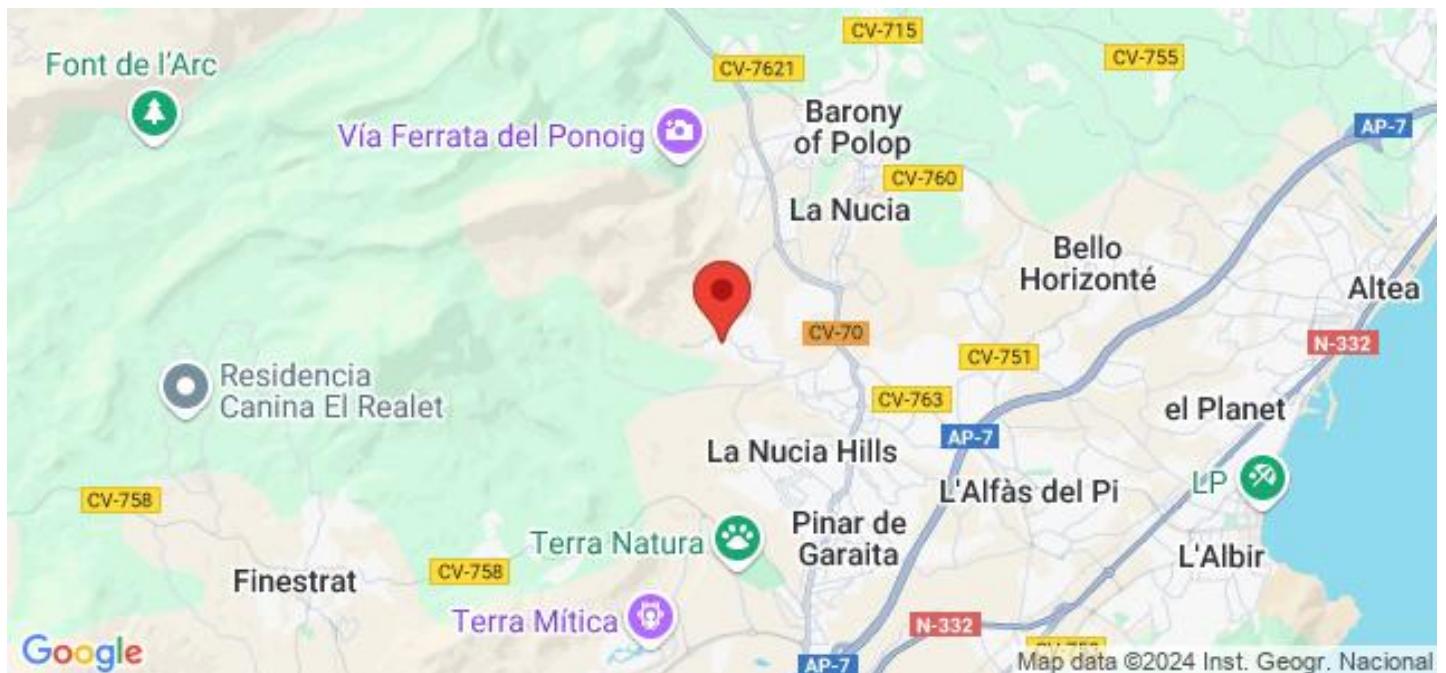 CV-715
CV-755
Font de l'Arc
CV-7621
Barony
of Polop
AP-7
Vía Ferrata del Ponoig
CV-760
La Nucia
Bello
Horizonté
Altea
CV-70
N-332
CV-751
Residencia
Canina El Realet
CV-763
el Planet
AP-7
La Nucia Hills
LP
CV-758
L'Alfàs del Pi
Pinar de
Garaita
Terra Natura
L'Albir
CV-758
Finestrat
Terra Mítica
N-332
Google
AP-7
Map data ©2024 Inst. Geogr. Nacional